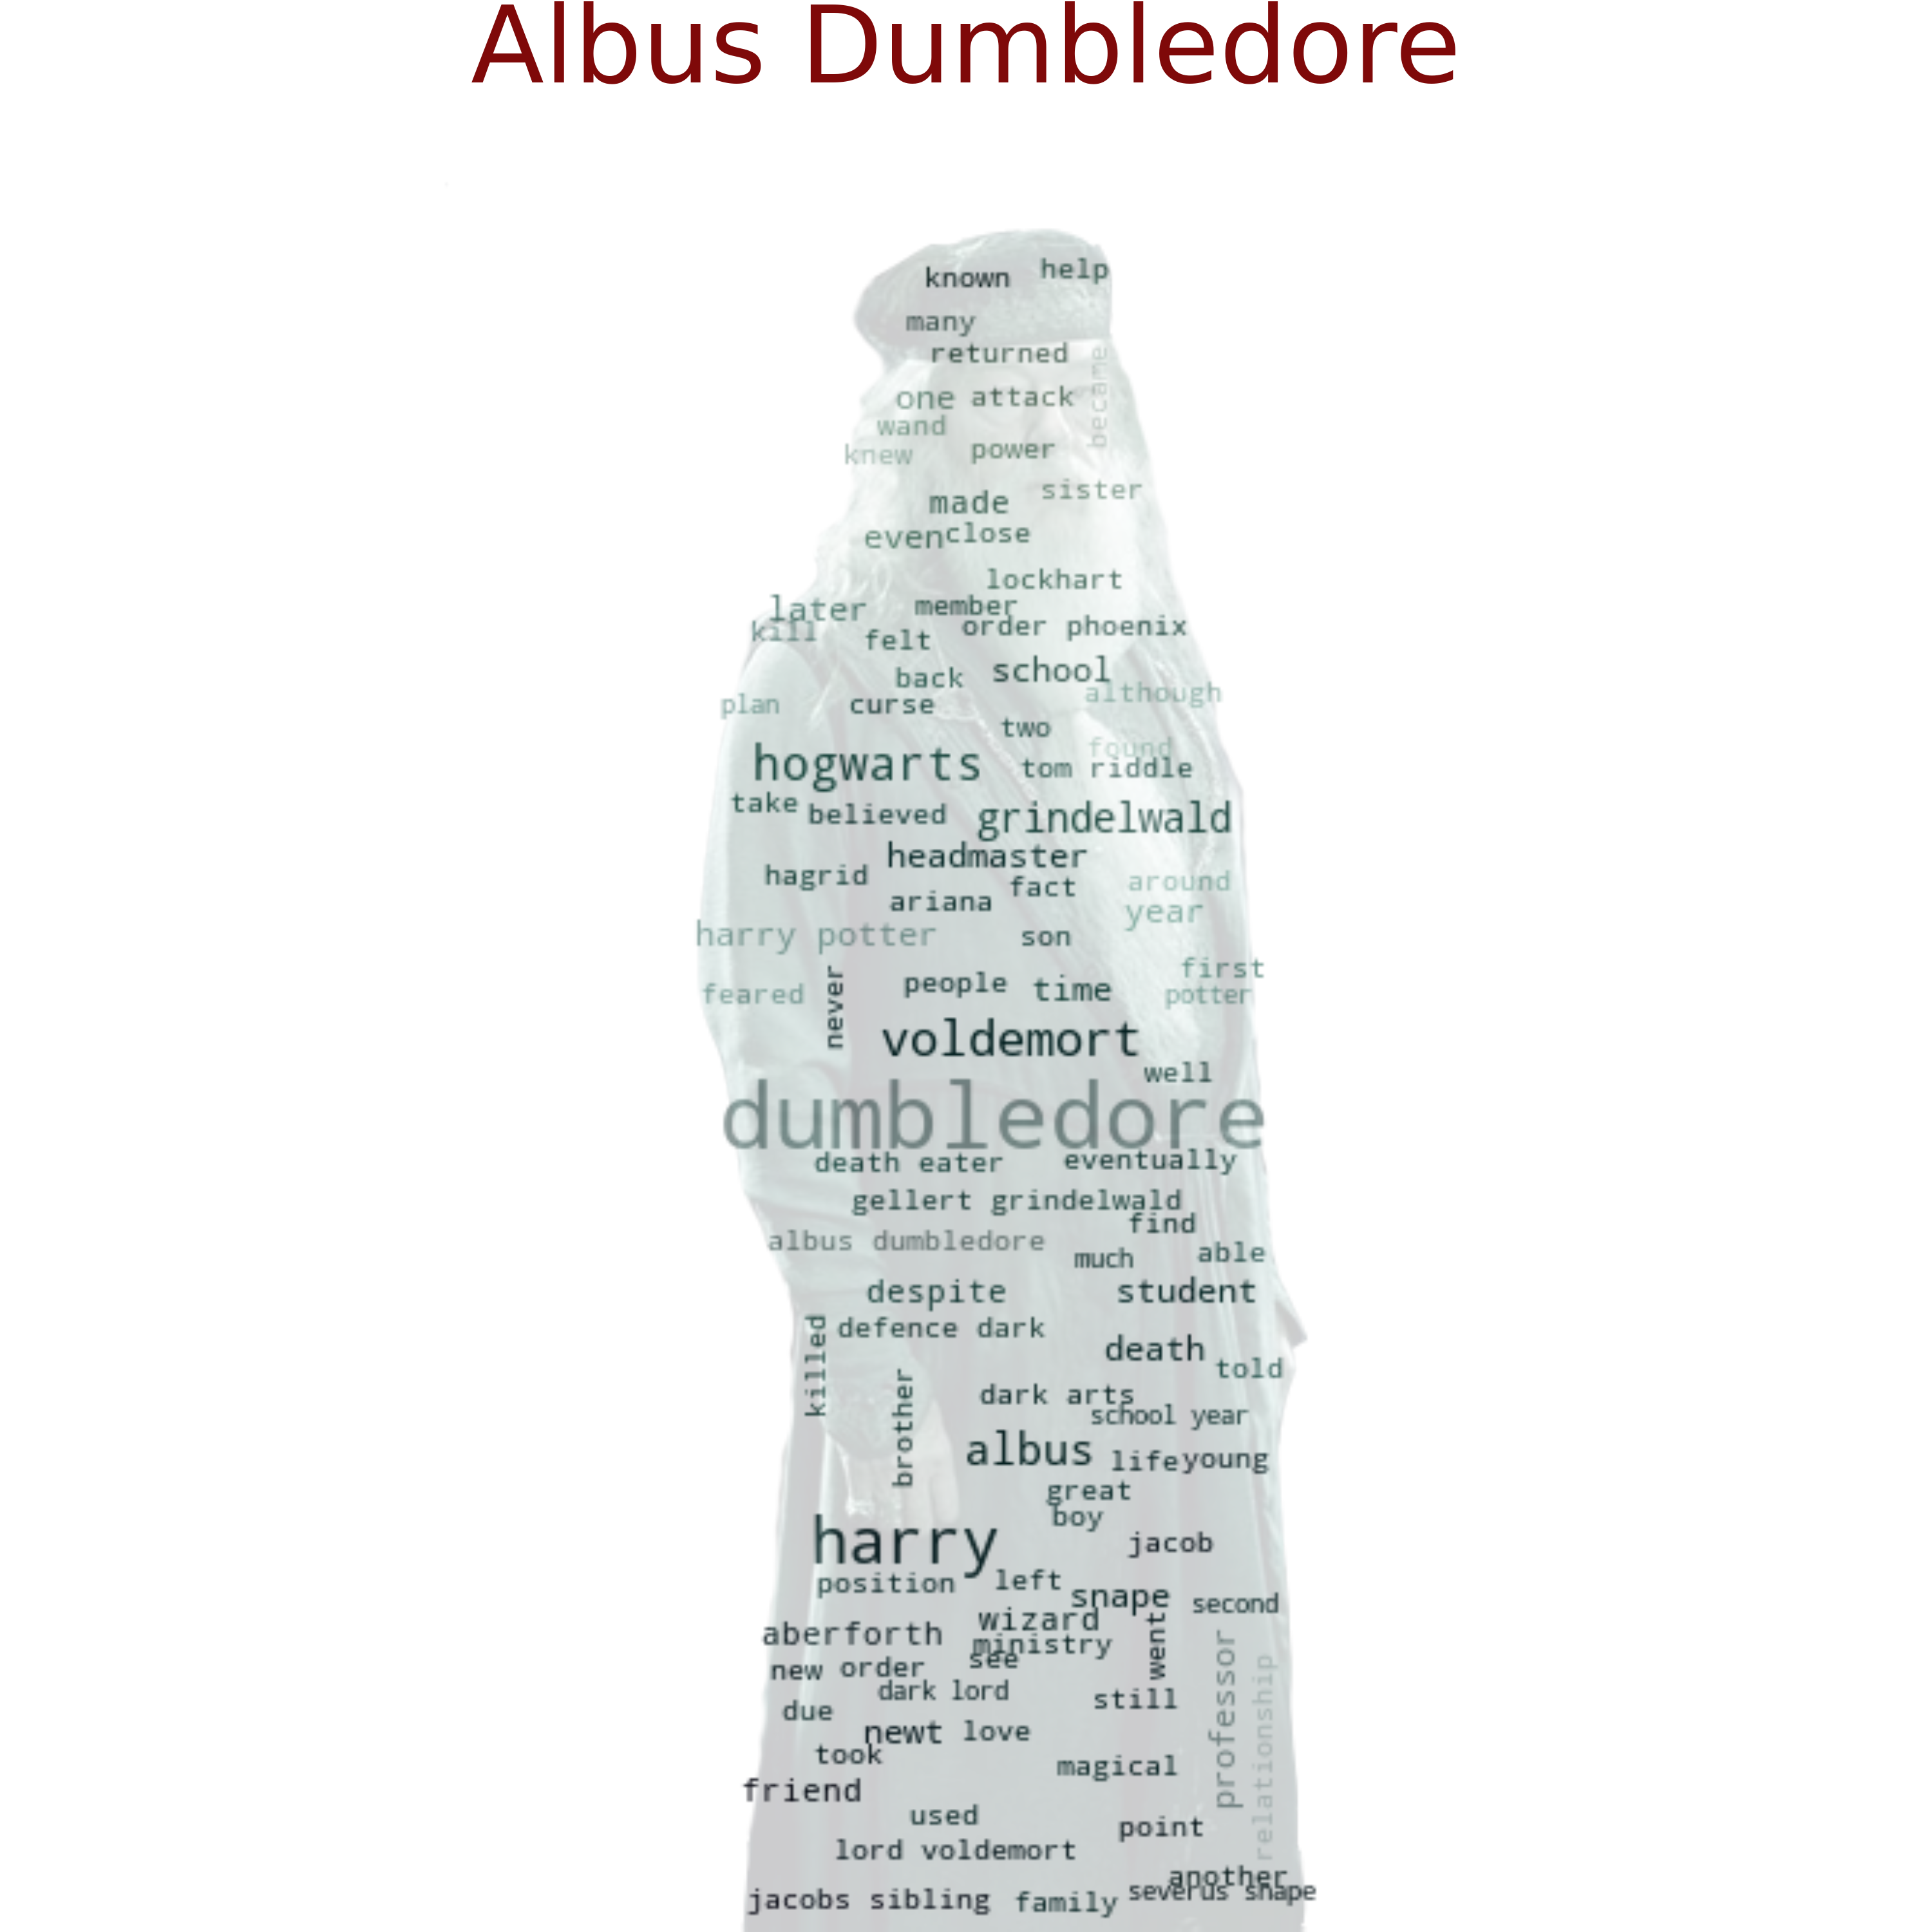 Albus Dumbledore
known help
many
returned
became
one attack
wand
knew power
sister
made
even close
lockhart
later member
kill felt order phoenix
back school
plan curse although
two
found
hogwarts tom riddle
take believed grindelwald
headmaster
hagrid fact around
ariana year
harry potter son
first
feared never people time potter
voldemort
well
dumbledore
death eater eventually
gellert grindelwald
find
albus dumbledore much able
despite student
killed defence dark
death
told
brother dark arts
school year
albus life young
great
boy
harry jacob
position left
snape second
wizard
aberforth ministry went
new order see
dark lord
professor
relationship
due still
newt love
took
magical
friend
used
point
lord voldemort
another
jacobs sibling family severus snape